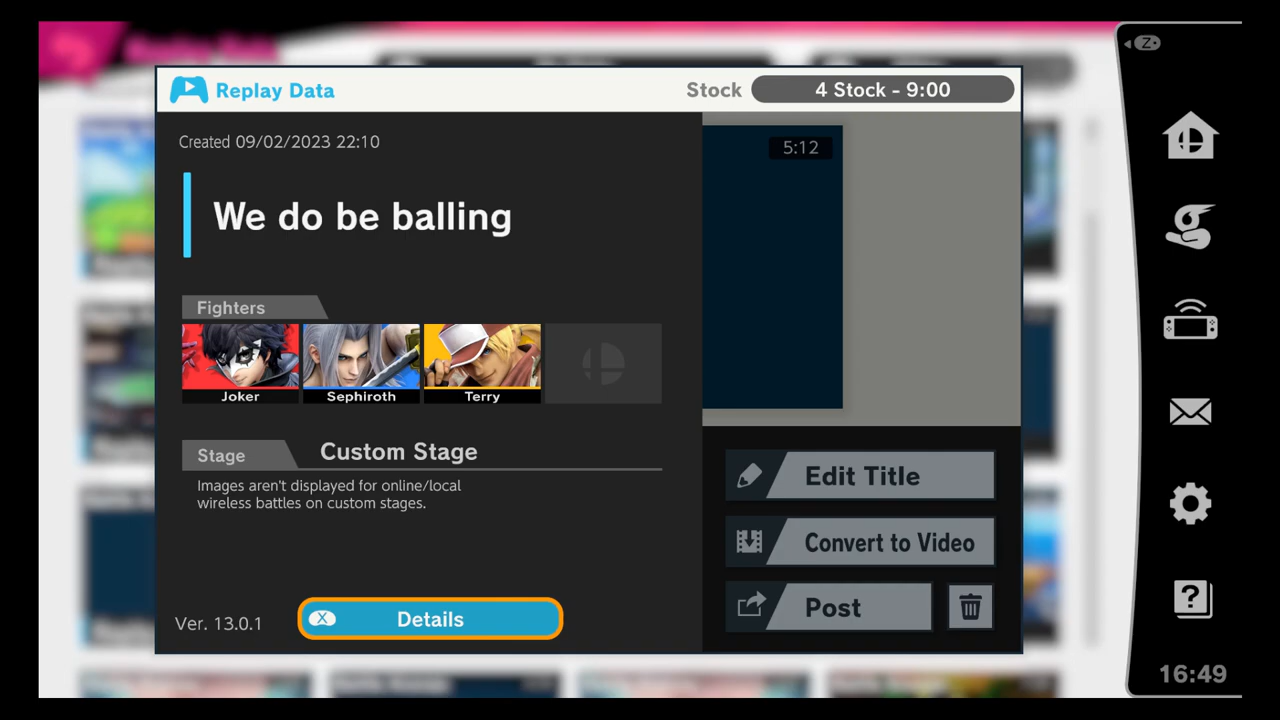 Replay Data
Stock
4 Stock - 9:00
Z
Created 09/02/2023 22:10
5:12
We do be balling
Fighters
Joker
Sephiroth
Terry
Stage
Custom Stage
Images aren't displayed for online/local
wireless battles on custom stages.
Edit Title
Convert to Video
Post
Ver. 13.0.1
X
Details
?
16:49